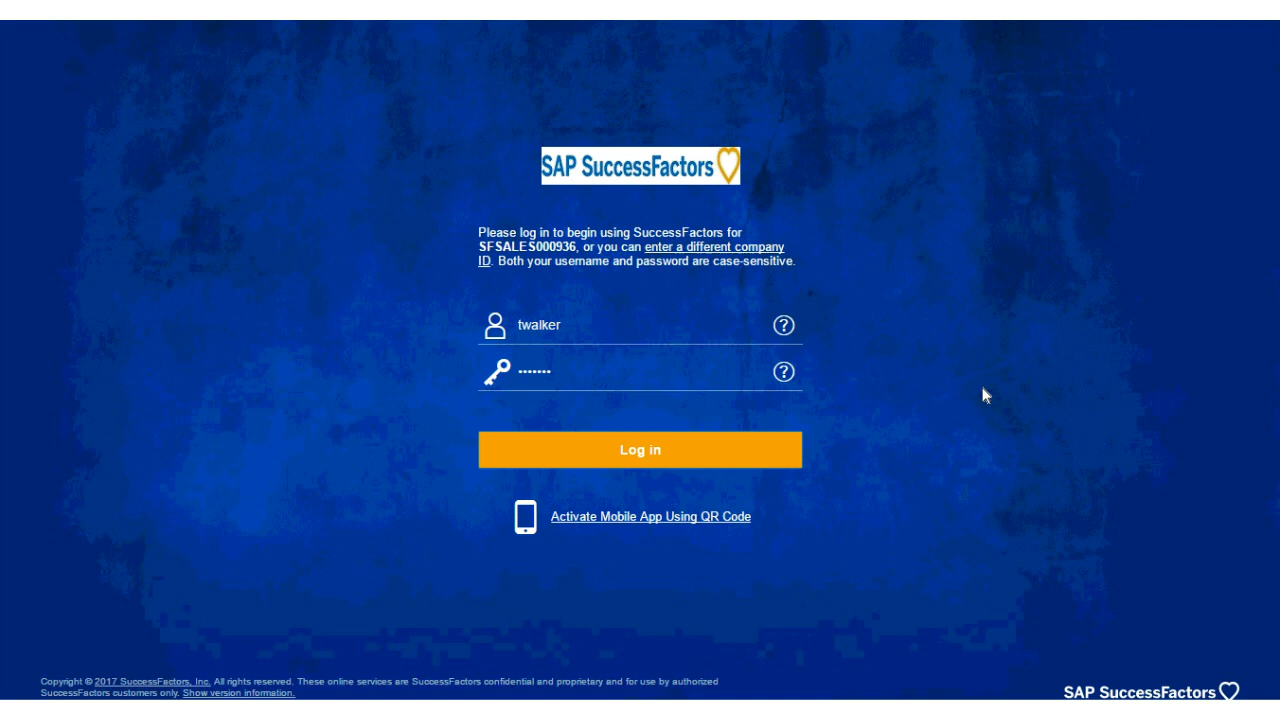 SAP SuccessFactors
Please log in to begin using SuccessFactors for
SFSALES000936, or you can enter a different company
ID. Both your username and password are case-sensitive.
twalker
Log in
Activate Mobile App Using QR Code
Copyright © 2017 SuccessFactors, Inc. All rights reserved. These online services are SuccessFactors confidential and proprietary and for use by authorized
SuccessFactors customers only. Show version information.
SAP SuccessFactors